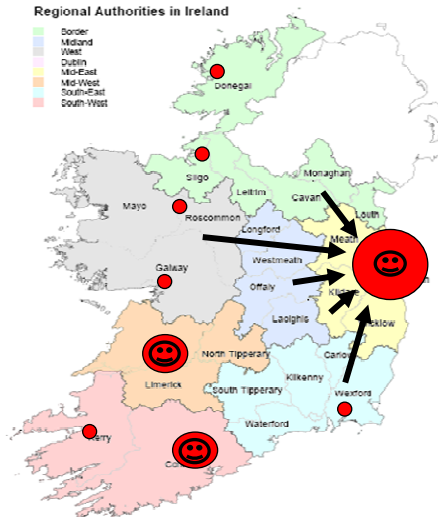 Regional Authorities in Ireland
Border
Midland
West
Dublin
Mid-East
Mid-West
South-East
South-West
Donegal
Sligo
Monaghan
Leitrim
Cavan
Louth
Mayo
Roscommon
Longford
Meath
Westmeath
Galway
Offaly
Kildare
Laoighis
North Tipperary
Carlow
Limerick
Kilkenny
South Tipperary
Wexford
Waterford
Kerry